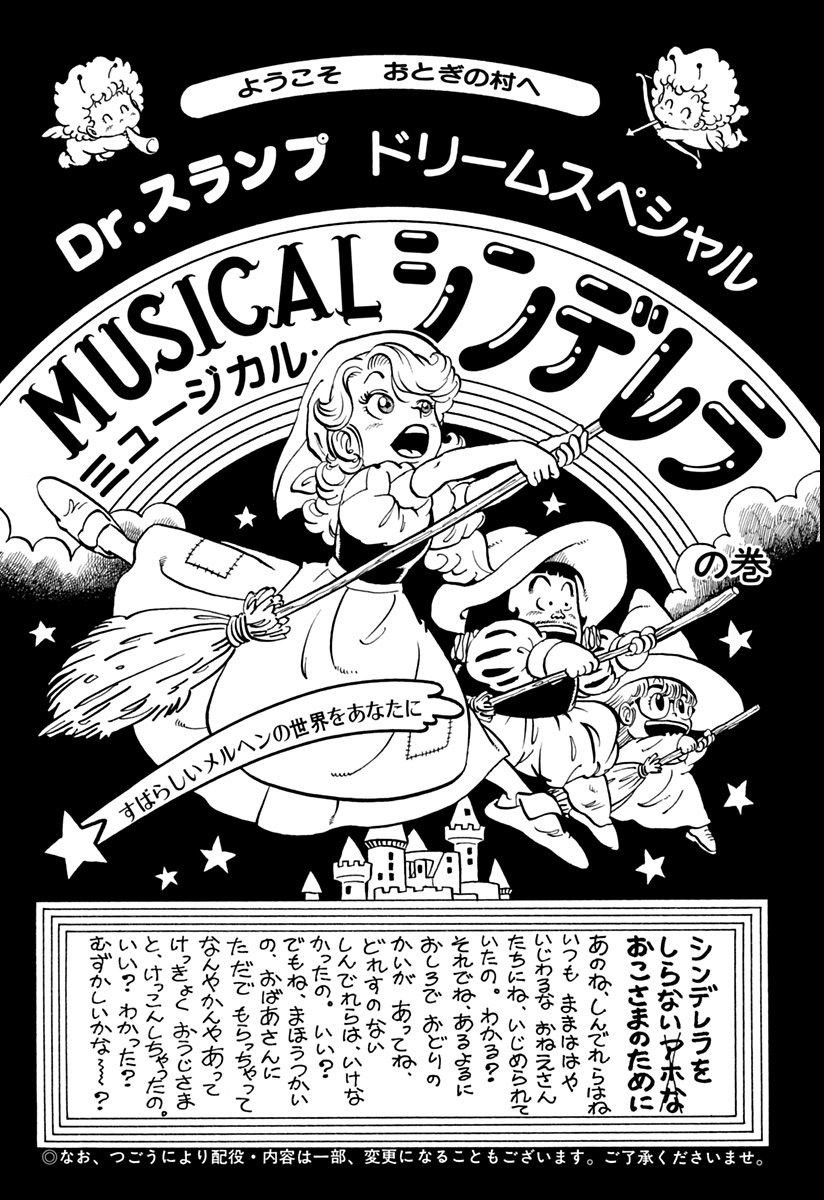 ようこそ　おとぎの村へ
Dr.スランプ ドリームスペシャル
MUSICAL シンデレラ
ミュージカル・
の巻
すばらしいメルヘンの世界をあなたに
シンデレラを
しらないアホな
おこさまのために
あのね、しんでれらはね
いつも ままははや
いじわるな おねえさん
たちにね、いじめられて
いたの。わかる？
それでね、あるよるに
おしろで おどりの
かいが あってね、
どれすのない
しんでれらは、いけな
かったの。いい？
でもね、まほうつかい
の、おばあさんに
ただで もらっちゃって
なんやかんやあって
けっきょく おうじさま
と、けっこんしちゃったの。
いい？わかった？
むずかしいかな〜〜？
◎なお、つごうにより配役・内容は一部、変更になることもございます。ご了承くださいませ。